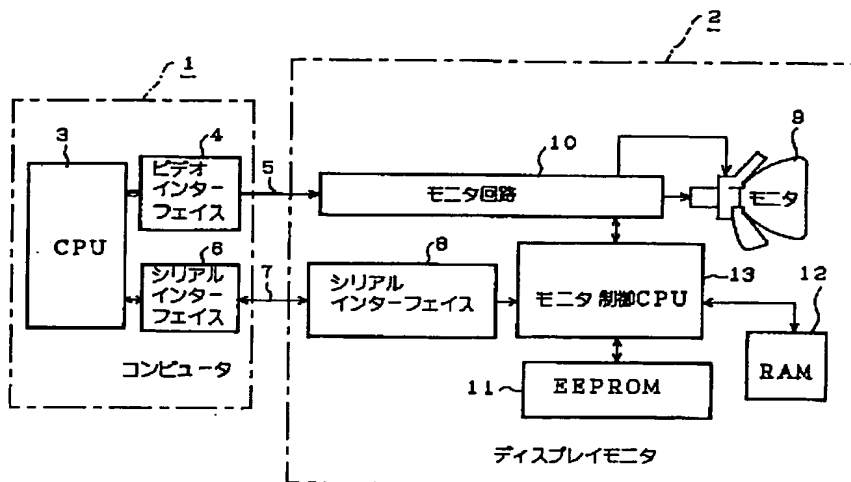 1
2
3
CPU
4
ビデオ
インター
フェイス
5
6
シリアル
インター
フェイス
7
コンピュータ
10
モニタ回路
9
モニタ
8
シリアル
インターフェイス
13
モニタ制御CPU
12
RAM
11
EEPROM
ディスプレイモニタ